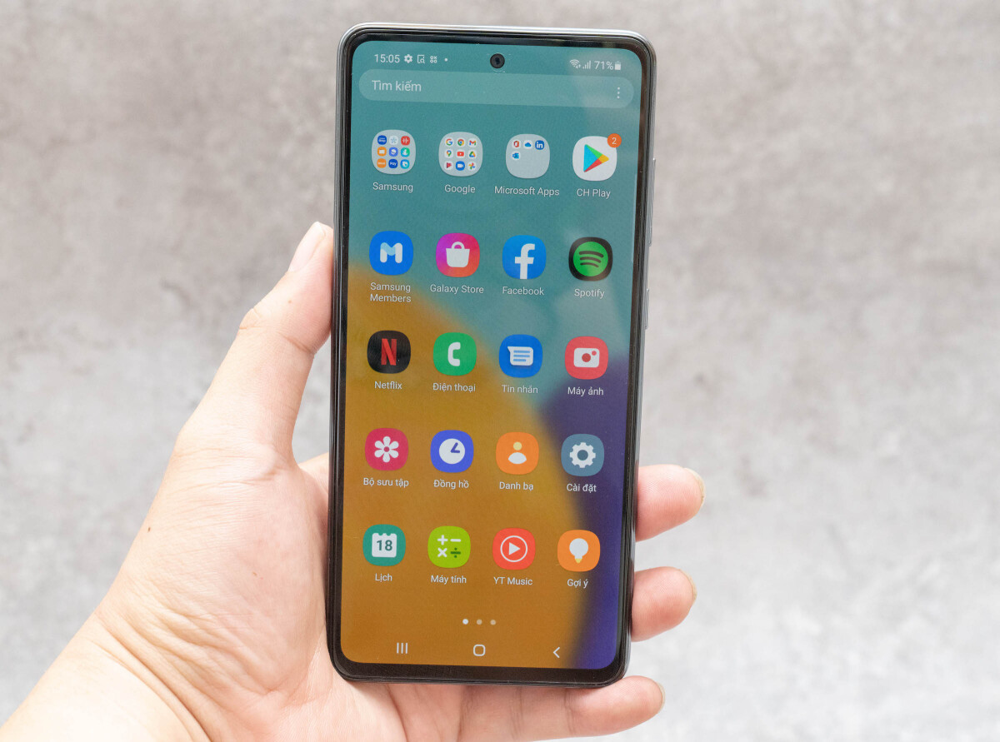 15:05
71%
Tìm kiếm
2
Samsung
Google
Microsoft Apps
CH Play
Samsung
Members
Galaxy Store
Facebook
Spotify
Netflix
Điện thoại
Tin nhắn
Máy ảnh
Bộ sưu tập
Đồng hồ
Danh bạ
Cài đặt
18
Lịch
Máy tính
YT Music
Gợi ý